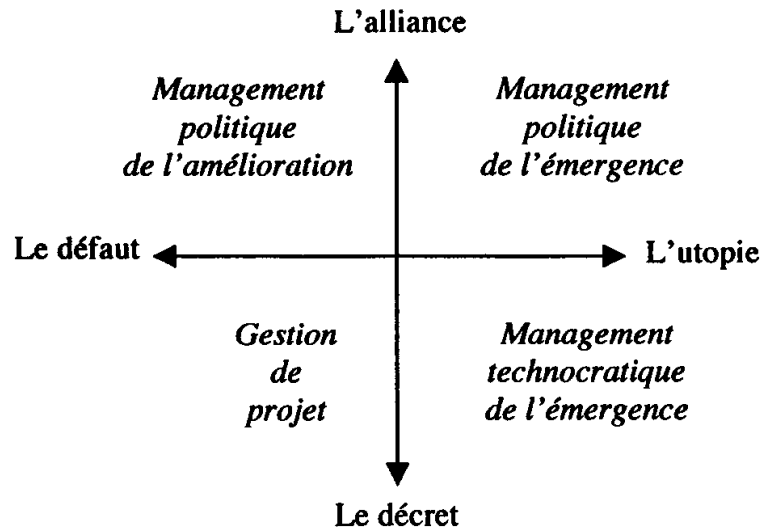 L'alliance
Management
politique
de l'amélioration
Management
politique
de l'émergence
Le défaut
L'utopie
Gestion
de
projet
Management
technocratique
de l'émergence
Le décret